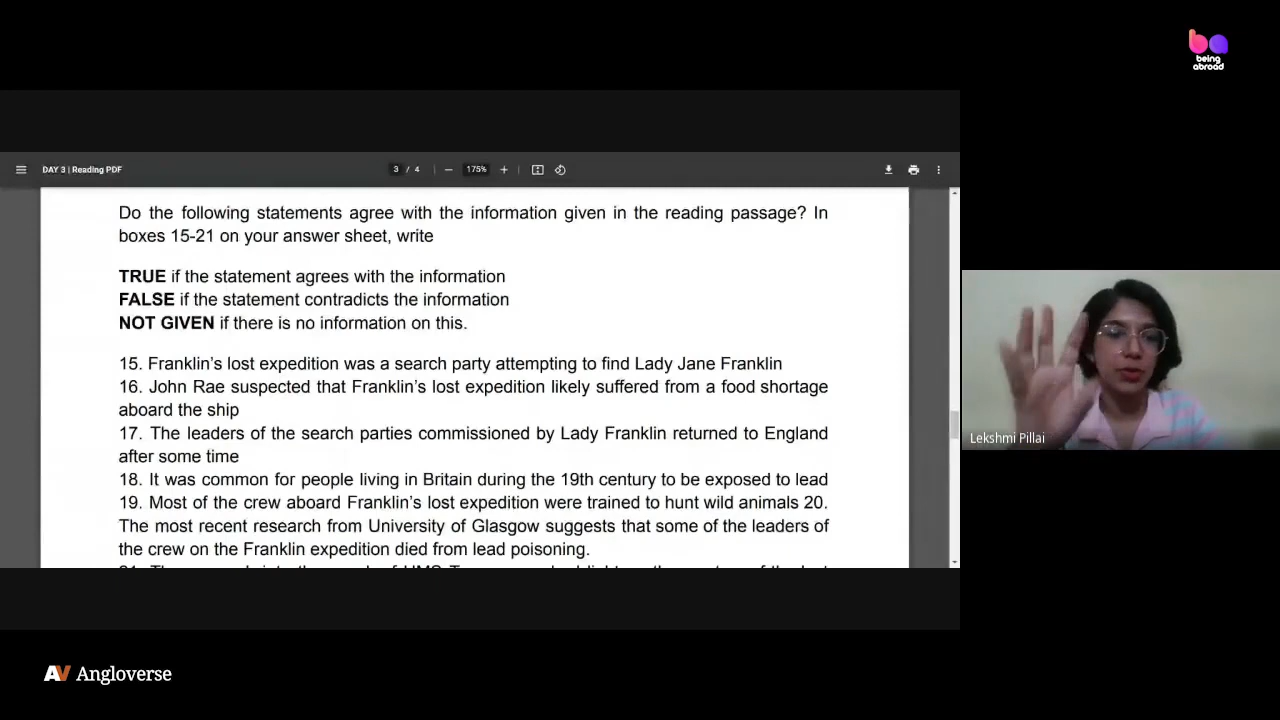 being
abroad
DAY 3 | Reading PDF
3 / 4
175%
Do the following statements agree with the information given in the reading passage? In
boxes 15-21 on your answer sheet, write
TRUE if the statement agrees with the information
FALSE if the statement contradicts the information
NOT GIVEN if there is no information on this.
15. Franklin's lost expedition was a search party attempting to find Lady Jane Franklin
16. John Rae suspected that Franklin's lost expedition likely suffered from a food shortage
aboard the ship
17. The leaders of the search parties commissioned by Lady Franklin returned to England
after some time
18. It was common for people living in Britain during the 19th century to be exposed to lead
19. Most of the crew aboard Franklin's lost expedition were trained to hunt wild animals 20.
The most recent research from University of Glasgow suggests that some of the leaders of
the crew on the Franklin expedition died from lead poisoning.
Lekshmi Pillai
AV Angloverse